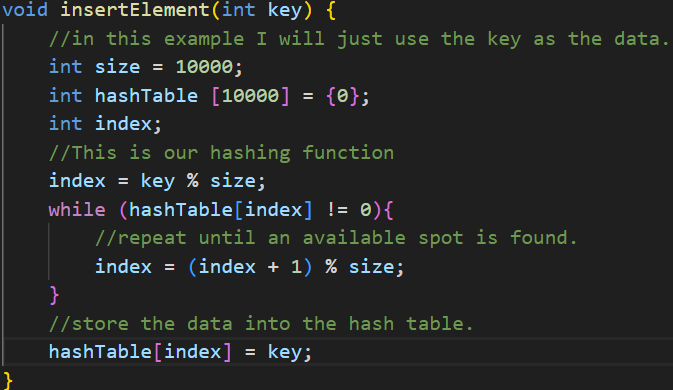 void insertElement(int key) {
    //in this example I will just use the key as the data.
    int size = 10000;
    int hashTable [10000] = {0};
    int index;
    //This is our hashing function
    index = key % size;
    while (hashTable[index] != 0){
        //repeat until an available spot is found.
        index = (index + 1) % size;
    }
    //store the data into the hash table.
    hashTable[index] = key;
}